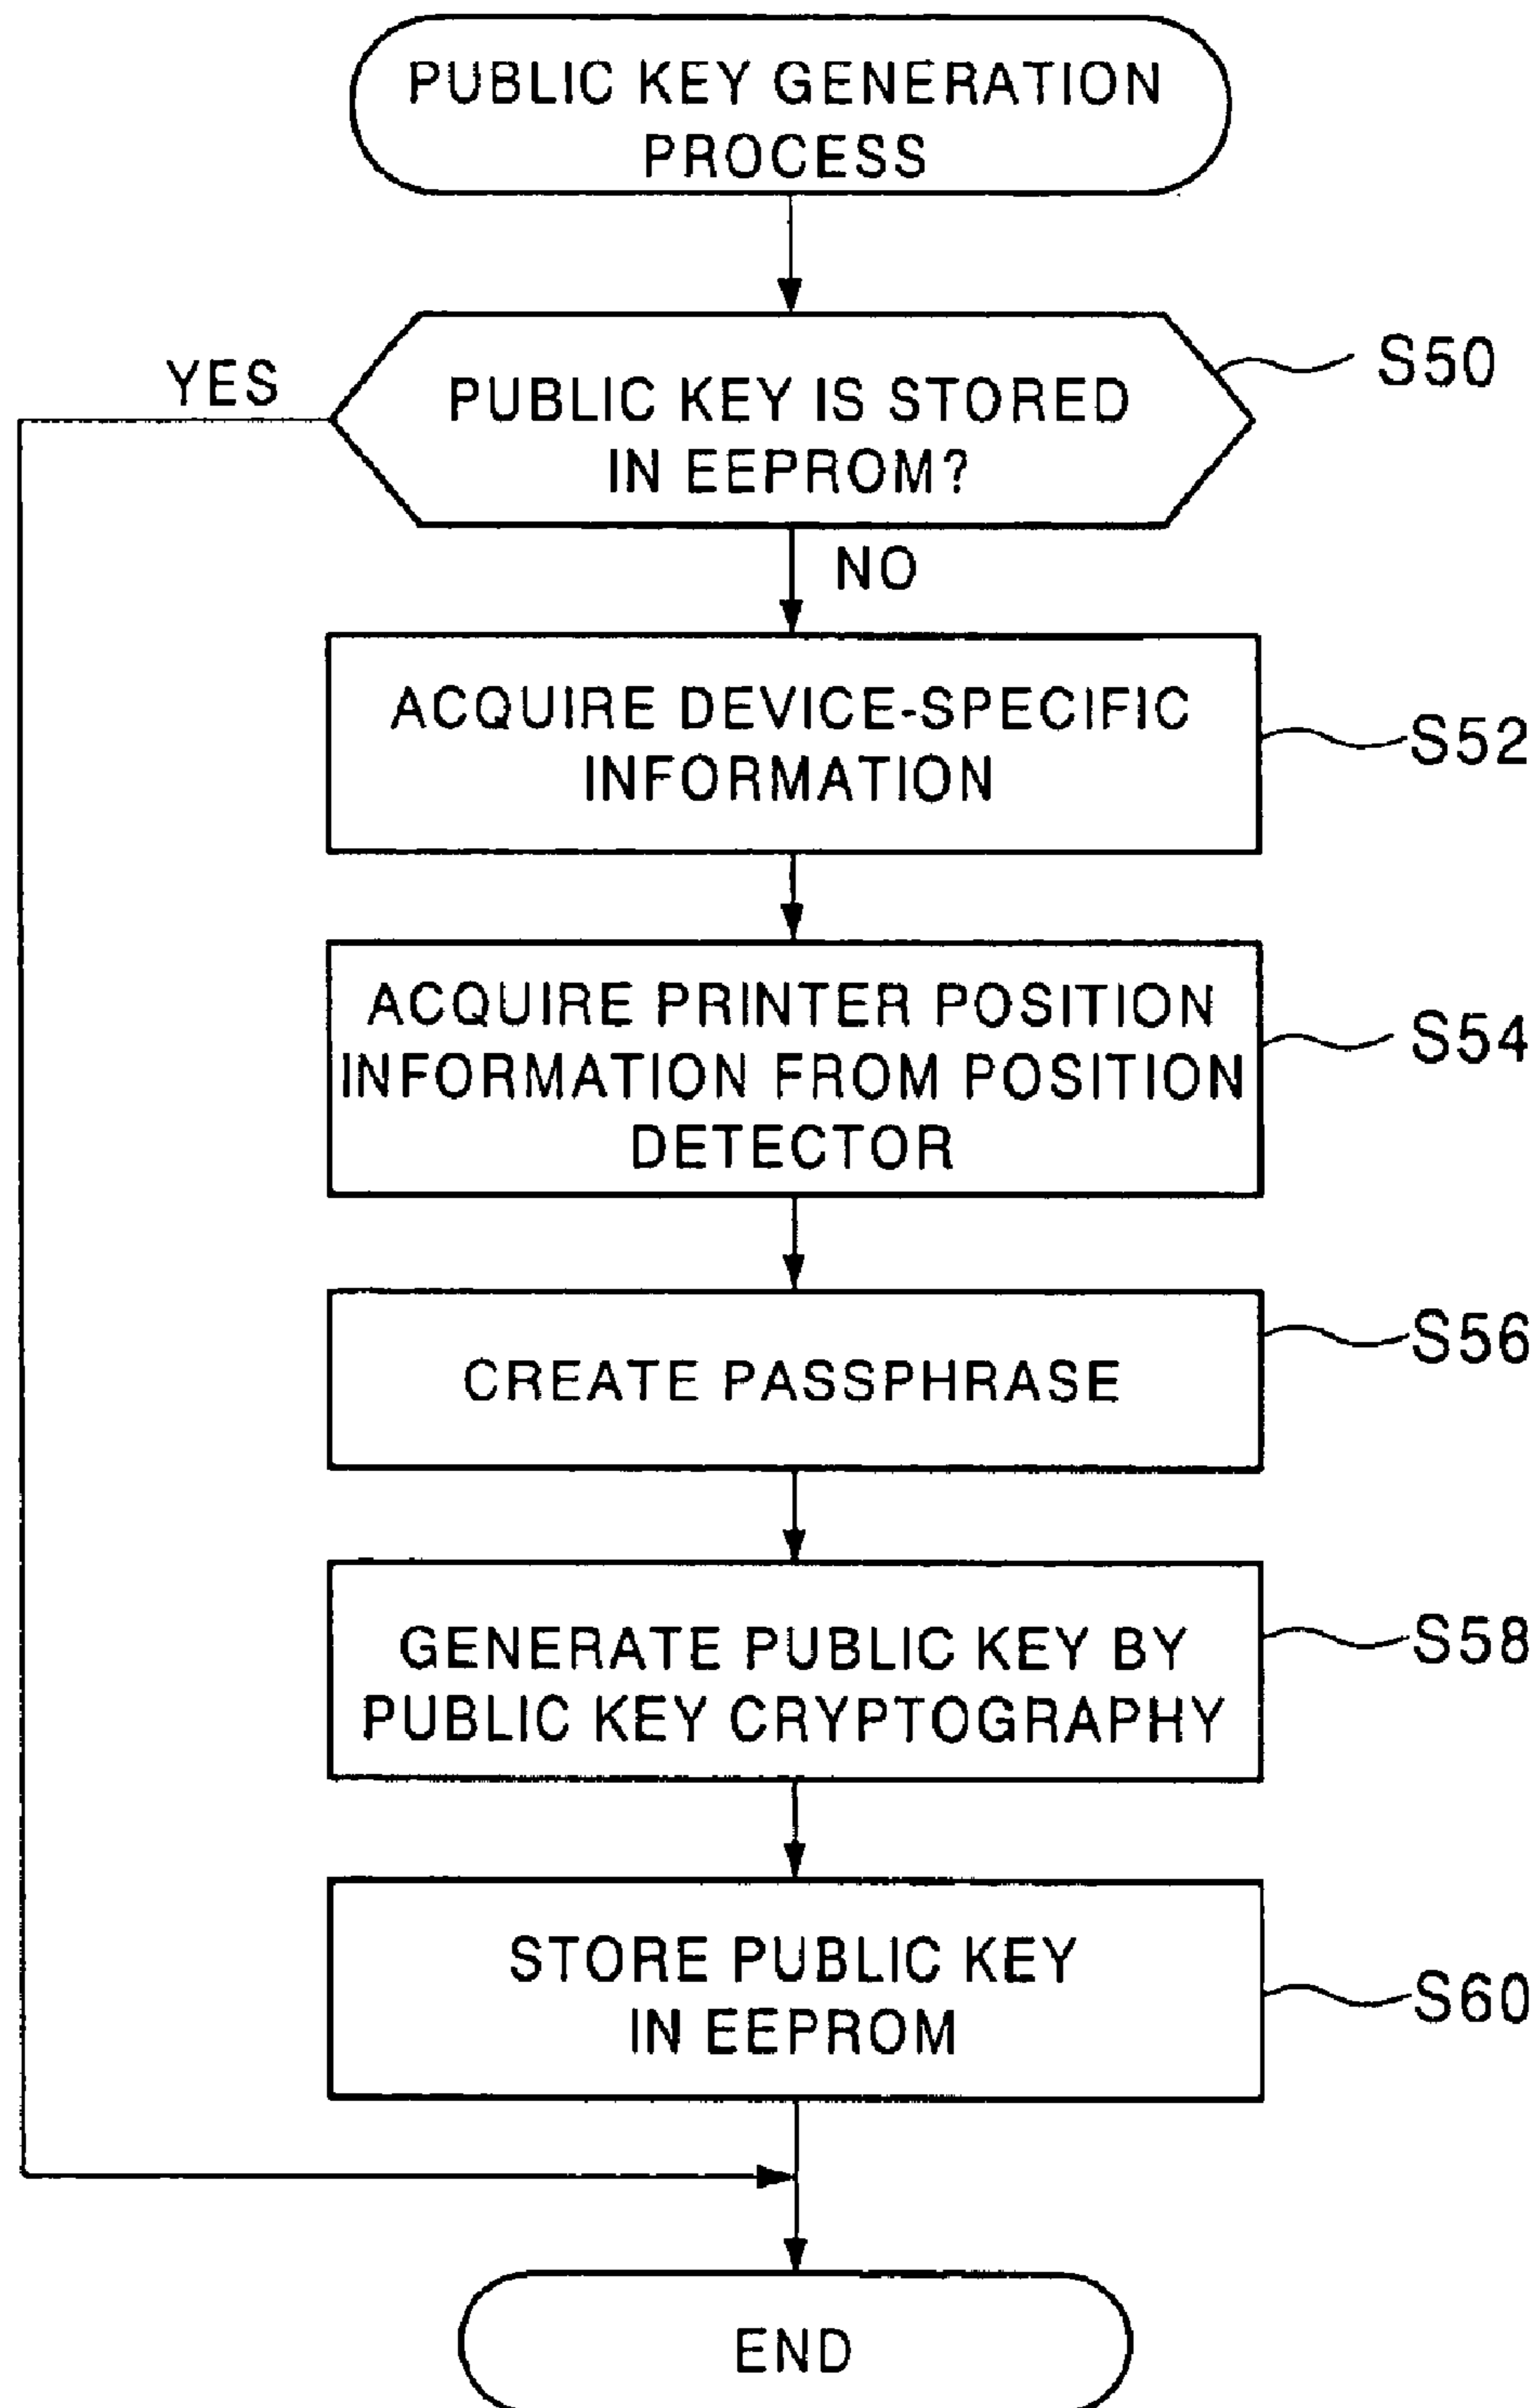 PUBLIC KEY GENERATION
PROCESS
YES
S50
PUBLIC KEY IS STORED
IN EEPROM?
NO
ACQUIRE DEVICE-SPECIFIC
INFORMATION
S52
ACQUIRE PRINTER POSITION
INFORMATION FROM POSITION
DETECTOR
S54
CREATE PASSPHRASE
S56
GENERATE PUBLIC KEY BY
PUBLIC KEY CRYPTOGRAPHY
S58
STORE PUBLIC KEY
IN EEPROM
S60
END